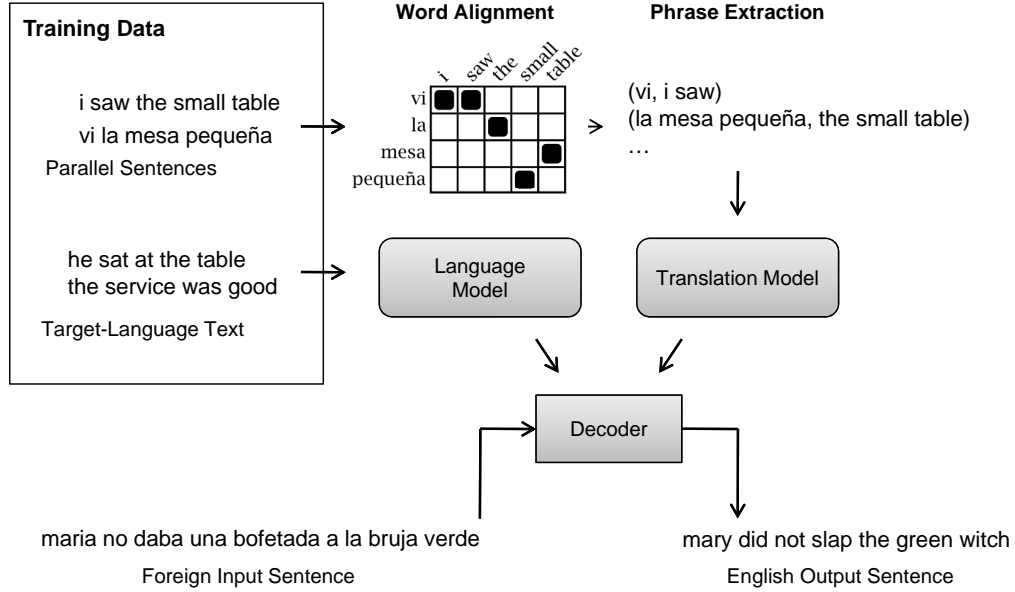 Training Data
Word Alignment
Phrase Extraction
i saw the small table
i saw the small table
vi la mesa pequeña
Parallel Sentences
vi
la
mesa
pequeña
(vi, i saw)
(la mesa pequeña, the small table)
…
he sat at the table
the service was good
Target-Language Text
Language
Model
Translation Model
Decoder
maria no daba una bofetada a la bruja verde
Foreign Input Sentence
mary did not slap the green witch
English Output Sentence